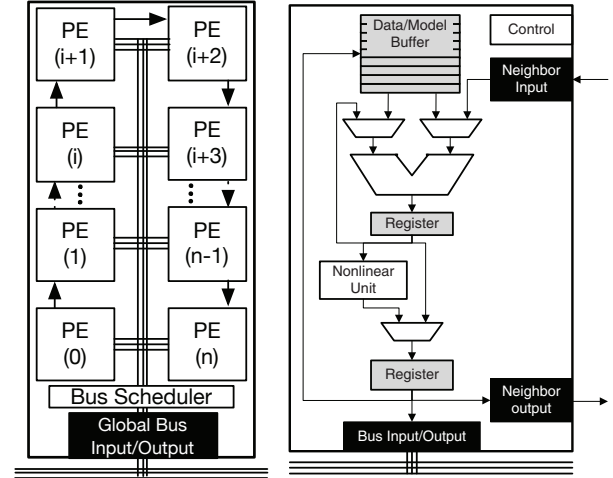 PE
(i+1)
PE
(i+2)
PE
(i)
PE
(i+3)
PE
(1)
PE
(n-1)
PE
(0)
PE
(n)
Bus Scheduler
Global Bus
Input/Output
Data/Model
Buffer
Control
Neighbor
Input
Register
Nonlinear
Unit
Register
Neighbor
output
Bus Input/Output